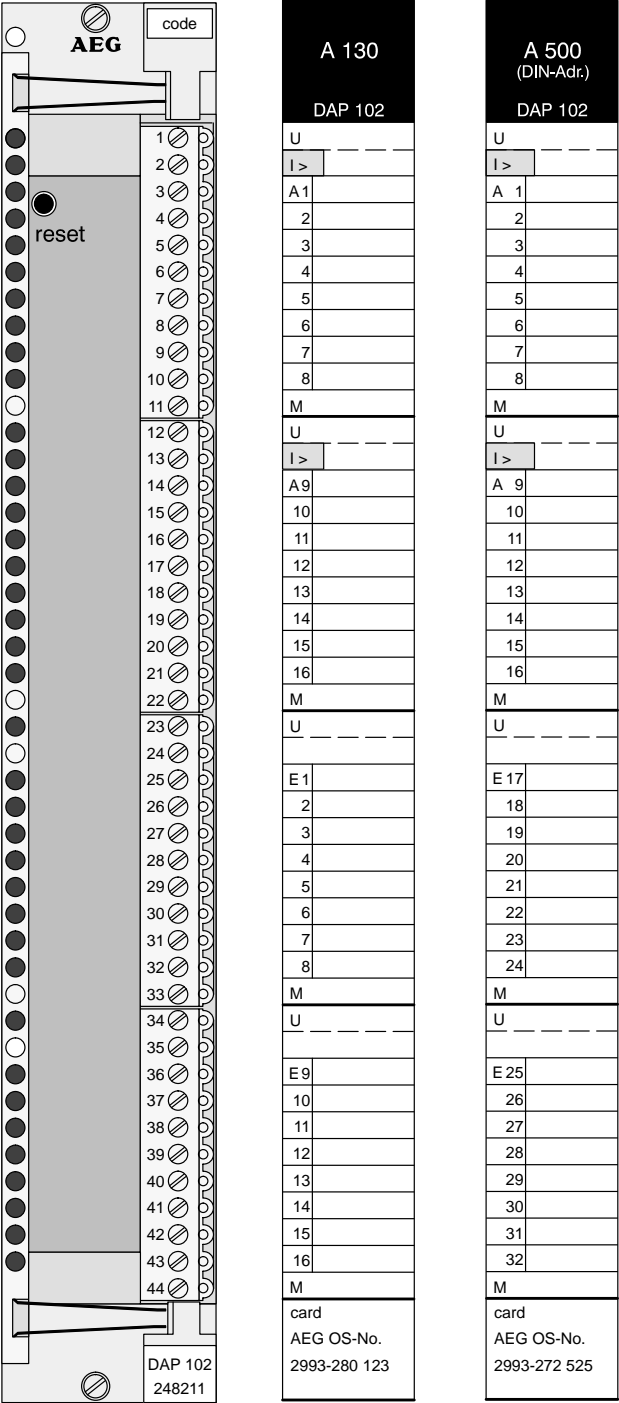 code
AEG
reset
1
2
3
4
5
6
7
8
9
10
11
12
13
14
15
16
17
18
19
20
21
22
23
24
25
26
27
28
29
30
31
32
33
34
35
36
37
38
39
40
41
42
43
44
DAP 102
248211
A 130
DAP 102
U
I >
A 1
2
3
4
5
6
7
8
M
U
I >
A 9
10
11
12
13
14
15
16
M
U
E 1
2
3
4
5
6
7
8
M
U
E 9
10
11
12
13
14
15
16
M
card
AEG OS-No.
2993-280 123
A 500
(DIN-Adr.)
DAP 102
U
I >
A 1
2
3
4
5
6
7
8
M
U
I >
A 9
10
11
12
13
14
15
16
M
U
E 17
18
19
20
21
22
23
24
M
U
E 25
26
27
28
29
30
31
32
M
card
AEG OS-No.
2993-272 525